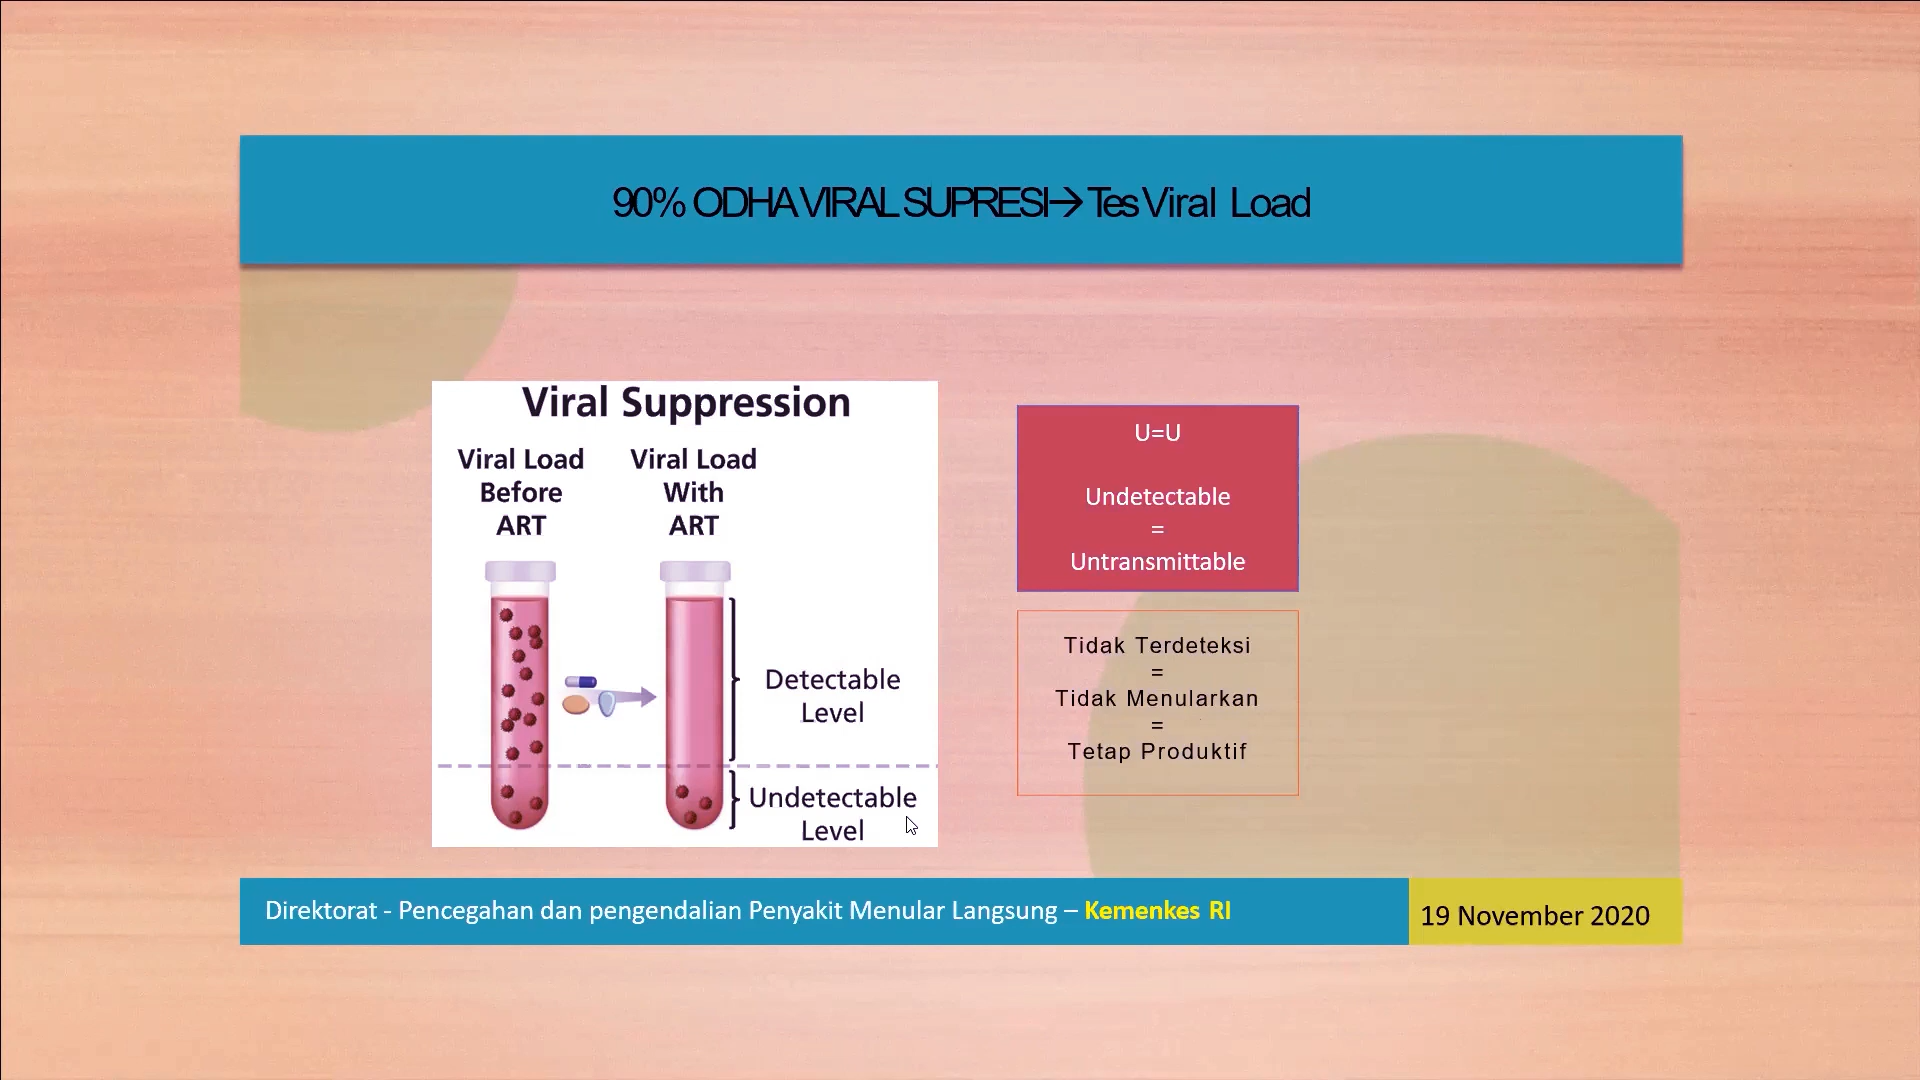 90% ODHA VIRAL SUPRESI→Tes Viral Load
Viral Suppression
Viral Load
Before
ART
Viral Load
With
ART
Detectable
Level
Undetectable
Level
U=U
Undetectable
=
Untransmittable
Tidak Terdeteksi
=
Tidak Menularkan
=
Tetap Produktif
Direktorat - Pencegahan dan pengendalian Penyakit Menular Langsung – Kemenkes RI
19 November 2020